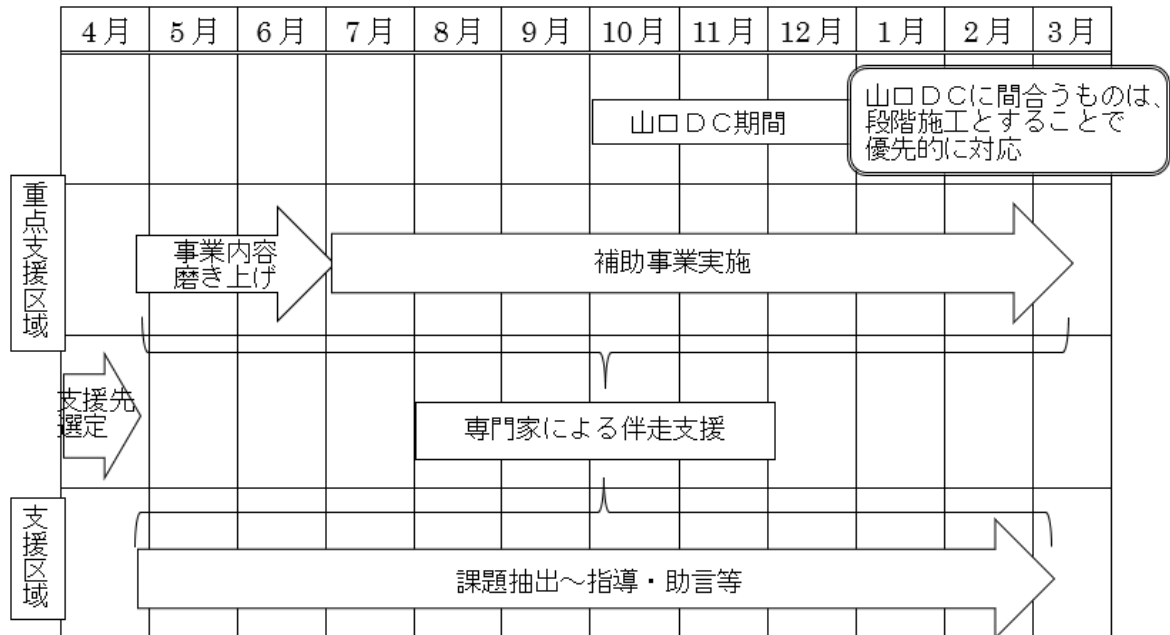 4月 5月 6月 7月 8月 9月 10月 11月 12月 1月 2月 3月
山口DC期間
山口DCに間合うものは、
段階施工とすることで
優先的に対応
重点支援区域
事業内容
磨き上げ
補助事業実施
支援先
選定
専門家による伴走支援
支援区域
課題抽出～指導・助言等